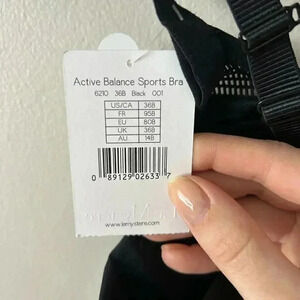 Active Balance Sports Bra
6210 36B Black 001
US/CA 36B
FR 95B
EU 80B
UK 36B
AU 14B
0 89129 02633 7